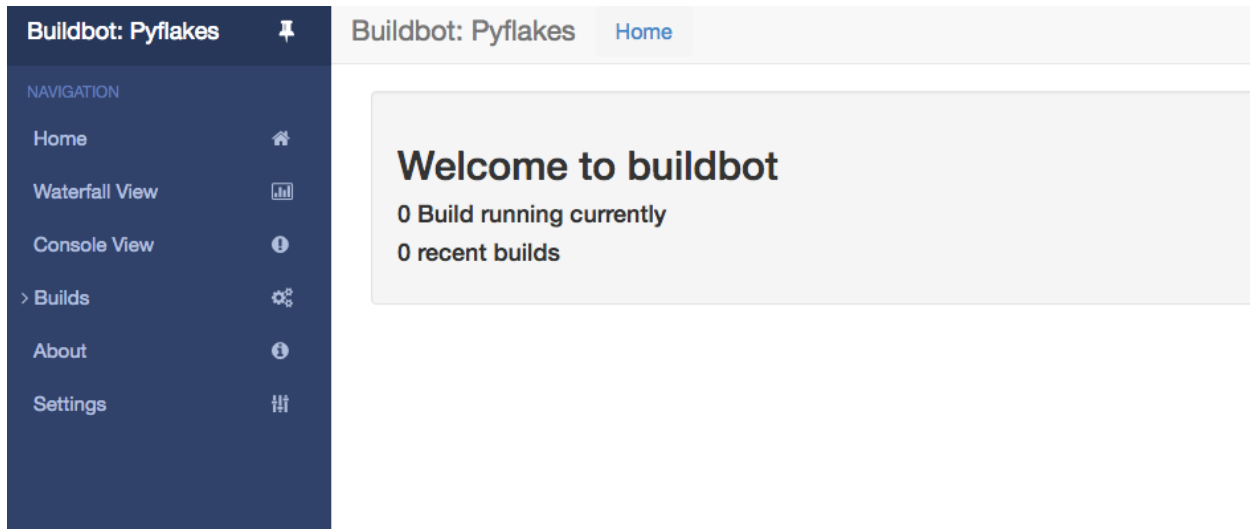 Buildbot: Pyflakes
NAVIGATION
Home
Waterfall View
Console View
Builds
About
Settings
Buildbot: Pyflakes Home
Welcome to buildbot
0 Build running currently
0 recent builds